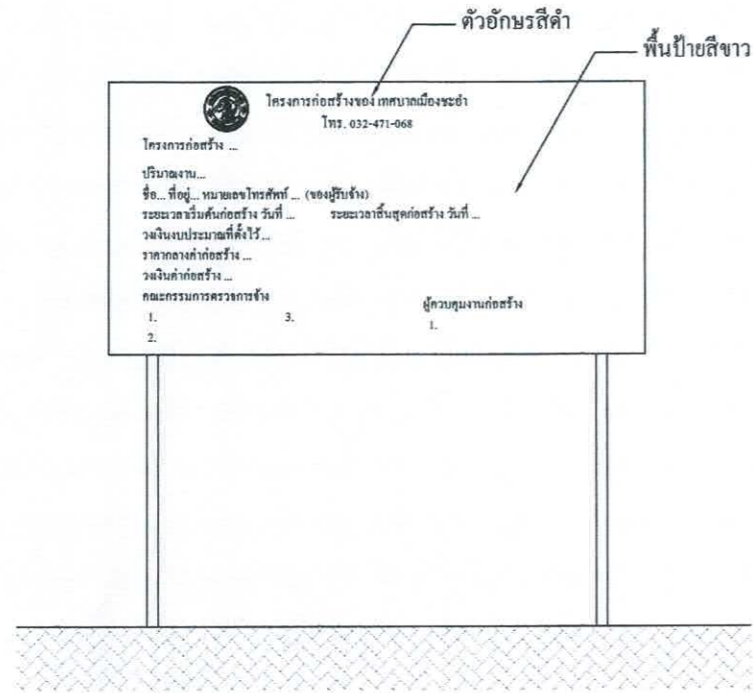 ตัวอักษรสีดำ
พื้นป้ายสีขาว
โครงการก่อสร้างของ เทศบาลเมืองชะอำ
โทร. 032-471-068
โครงการก่อสร้าง ...
ปริมาณงาน...
ชื่อ... ที่อยู่... หมายเลขโทรศัพท์ ... (ของผู้รับจ้าง)
ระยะเวลาเริ่มต้นก่อสร้าง วันที่ ... ระยะเวลาสิ้นสุดก่อสร้าง วันที่ ...
วงเงินงบประมาณที่ตั้งไว้ ...
ราคากลางค่าก่อสร้าง ...
วงเงินค่าก่อสร้าง ...
คณะกรรมการตรวจการจ้าง ผู้ควบคุมงานก่อสร้าง
1. 3. 1.
2.